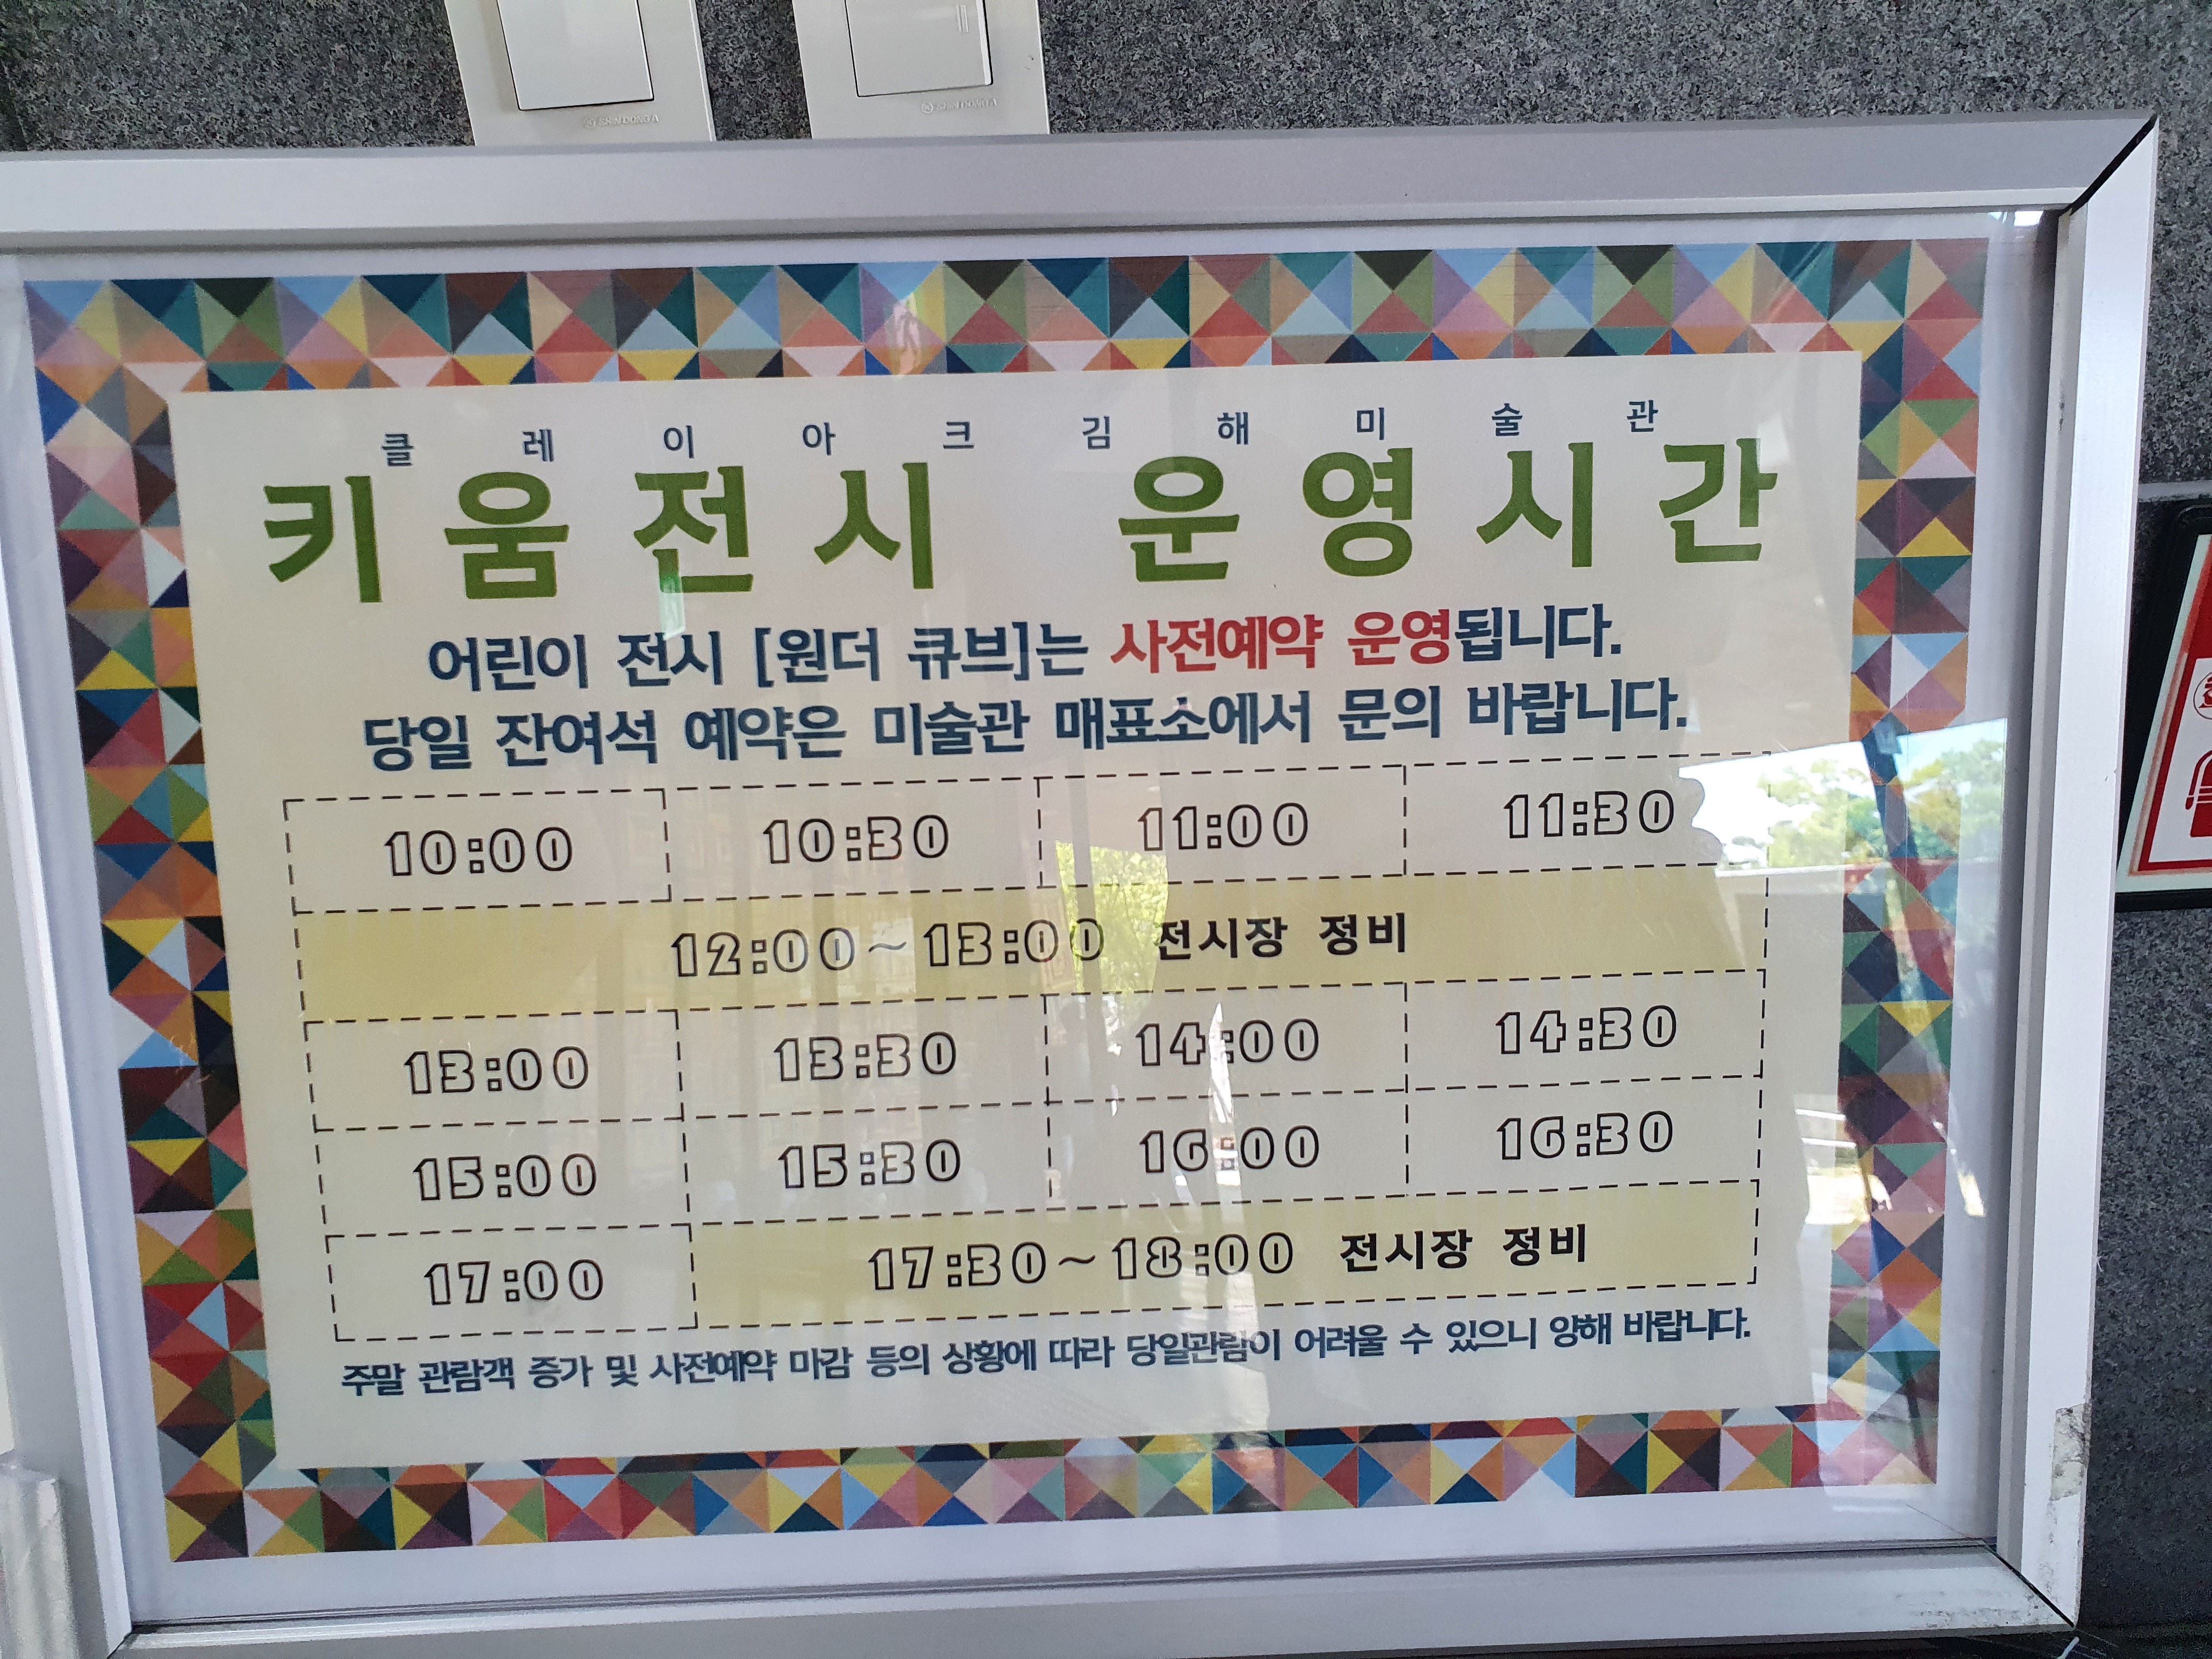 SHIN DONG A SHIN DONG A
클레이아크김해미술관
키움전시 운영시간
어린이 전시 [원더 큐브]는 사전예약 운영됩니다.
당일 잔여석 예약은 미술관 매표소에서 문의 바랍니다.
10:00 10:30 11:00 11:30
12:00~13:00 전시장 정비
13:00 13:30 14:00 14:30
15:00 15:30 16:00 16:30
17:00 17:30~18:00 전시장 정비
주말 관람객 증가 및 사전예약 마감 등의 상황에 따라 당일관람이 어려울 수 있으니 양해 바랍니다.